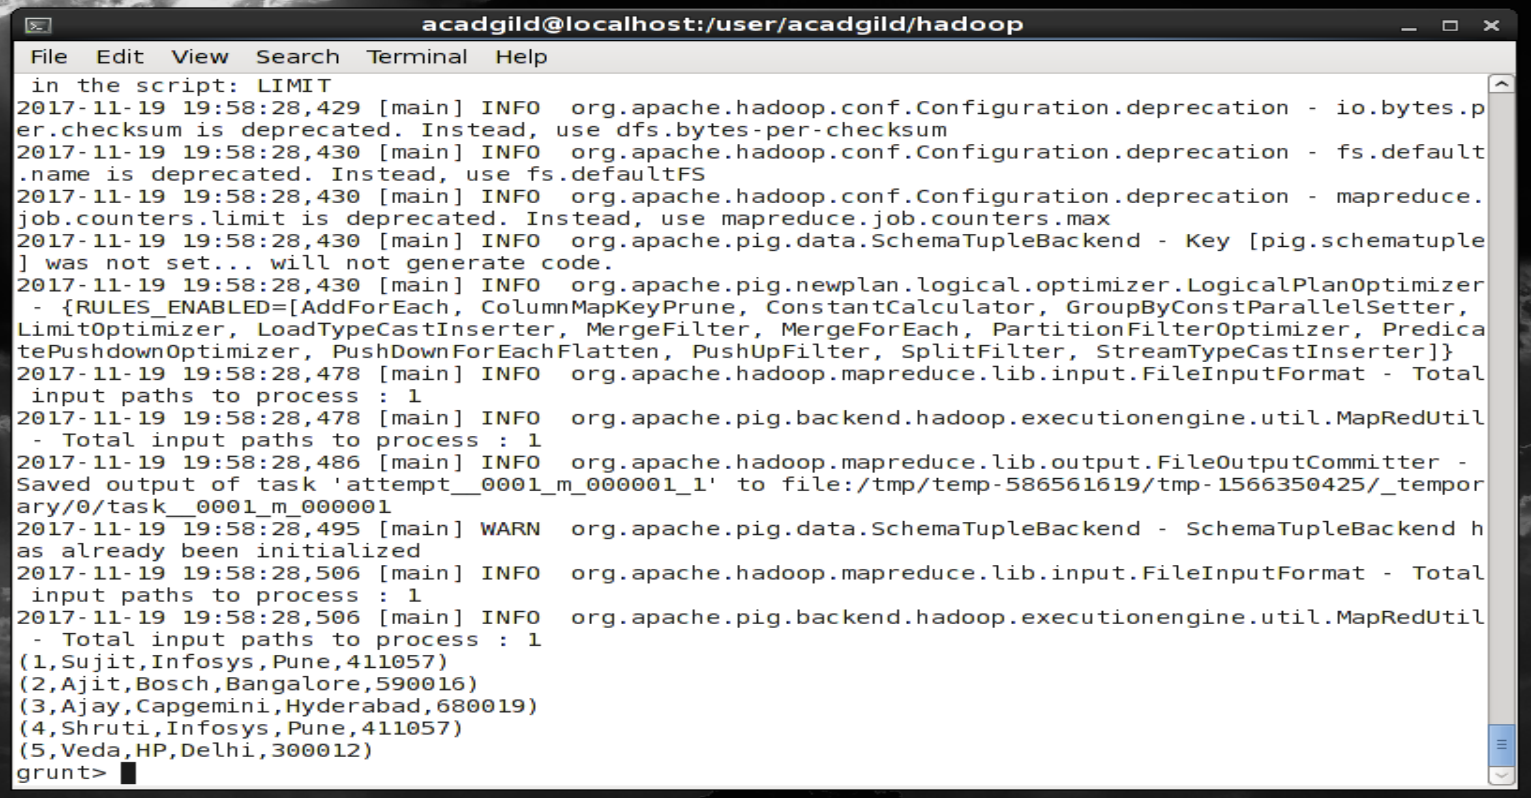 acadgild@localhost:/user/acadgild/hadoop
File Edit View Search Terminal Help
in the script: LIMIT
2017-11-19 19:58:28,429 [main] INFO  org.apache.hadoop.conf.Configuration.deprecation - io.bytes.p
er.checksum is deprecated. Instead, use dfs.bytes-per-checksum
2017-11-19 19:58:28,430 [main] INFO  org.apache.hadoop.conf.Configuration.deprecation - fs.default
.name is deprecated. Instead, use fs.defaultFS
2017-11-19 19:58:28,430 [main] INFO  org.apache.hadoop.conf.Configuration.deprecation - mapreduce.
job.counters.limit is deprecated. Instead, use mapreduce.job.counters.max
2017-11-19 19:58:28,430 [main] INFO  org.apache.pig.data.SchemaTupleBackend - Key [pig.schematuple
] was not set... will not generate code.
2017-11-19 19:58:28,430 [main] INFO  org.apache.pig.newplan.logical.optimizer.LogicalPlanOptimizer
- {RULES_ENABLED=[AddForEach, ColumnMapKeyPrune, ConstantCalculator, GroupByConstParallelSetter,
LimitOptimizer, LoadTypeCastInserter, MergeFilter, MergeForEach, PartitionFilterOptimizer, Predica
tePushdownOptimizer, PushDownForEachFlatten, PushUpFilter, SplitFilter, StreamTypeCastInserter]}
2017-11-19 19:58:28,478 [main] INFO  org.apache.hadoop.mapreduce.lib.input.FileInputFormat - Total
input paths to process : 1
2017-11-19 19:58:28,478 [main] INFO  org.apache.pig.backend.hadoop.executionengine.util.MapRedUtil
- Total input paths to process : 1
2017-11-19 19:58:28,486 [main] INFO  org.apache.hadoop.mapreduce.lib.output.FileOutputCommitter -
Saved output of task 'attempt__0001_m_000001_1' to file:/tmp/temp-586561619/tmp-1566350425/_tempor
ary/0/task__0001_m_000001
2017-11-19 19:58:28,495 [main] WARN  org.apache.pig.data.SchemaTupleBackend - SchemaTupleBackend h
as already been initialized
2017-11-19 19:58:28,506 [main] INFO  org.apache.hadoop.mapreduce.lib.input.FileInputFormat - Total
input paths to process : 1
2017-11-19 19:58:28,506 [main] INFO  org.apache.pig.backend.hadoop.executionengine.util.MapRedUtil
- Total input paths to process : 1
(1,Sujit,Infosys,Pune,411057)
(2,Ajit,Bosch,Bangalore,590016)
(3,Ajay,Capgemini,Hyderabad,680019)
(4,Shruti,Infosys,Pune,411057)
(5,Veda,HP,Delhi,300012)
grunt>